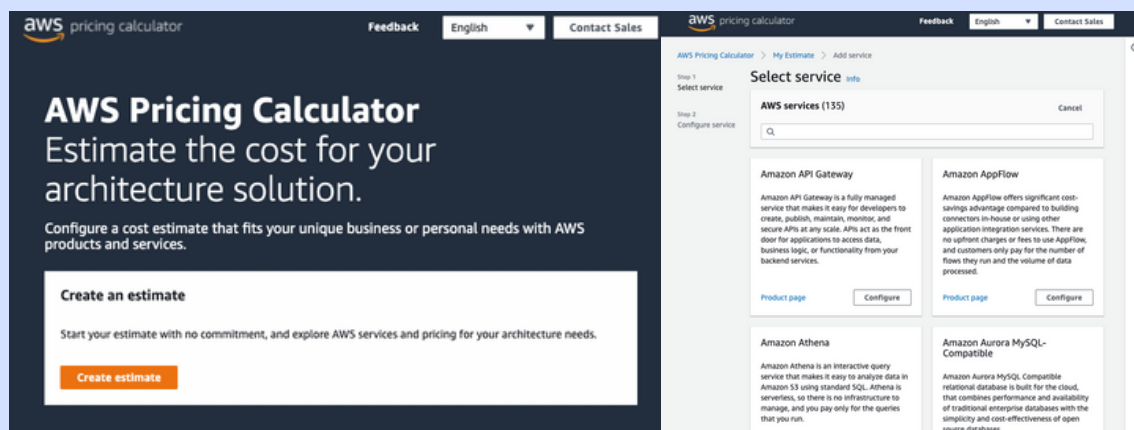 aws pricing calculator
Feedback
English
Contact Sales
AWS Pricing Calculator
Estimate the cost for your
architecture solution.
Configure a cost estimate that fits your unique business or personal needs with AWS
products and services.
Create an estimate
Start your estimate with no commitment, and explore AWS services and pricing for your architecture needs.
Create estimate
aws pricing calculator
Feedback
English
Contact Sales
AWS Pricing Calculator > My Estimate > Add service
Step 1
Select service
Step 2
Configure service
Select service Info
AWS services (135)
Cancel
Amazon API Gateway
Amazon API Gateway is a fully managed
service that makes it easy for developers to
create, publish, maintain, monitor, and
secure APIs at any scale. APIs act as the front
door for applications to access data,
business logic, or functionality from your
backend services.
Product page
Configure
Amazon AppFlow
Amazon AppFlow offers significant cost-
savings advantage compared to building
connectors in-house or using other
application integration services. There are
no upfront charges or fees to use AppFlow,
and customers only pay for the number of
flows they run and the volume of data
processed.
Product page
Configure
Amazon Athena
Amazon Athena is an interactive query
service that makes it easy to analyze data in
Amazon S3 using standard SQL. Athena is
serverless, so there is no infrastructure to
manage, and you pay only for the queries
that you run.
Amazon Aurora MySQL-
Compatible
Amazon Aurora MySQL Compatible
relational database is built for the cloud,
that combines performance and availability
of traditional enterprise databases with the
simplicity and cost-effectiveness of open
source databases.